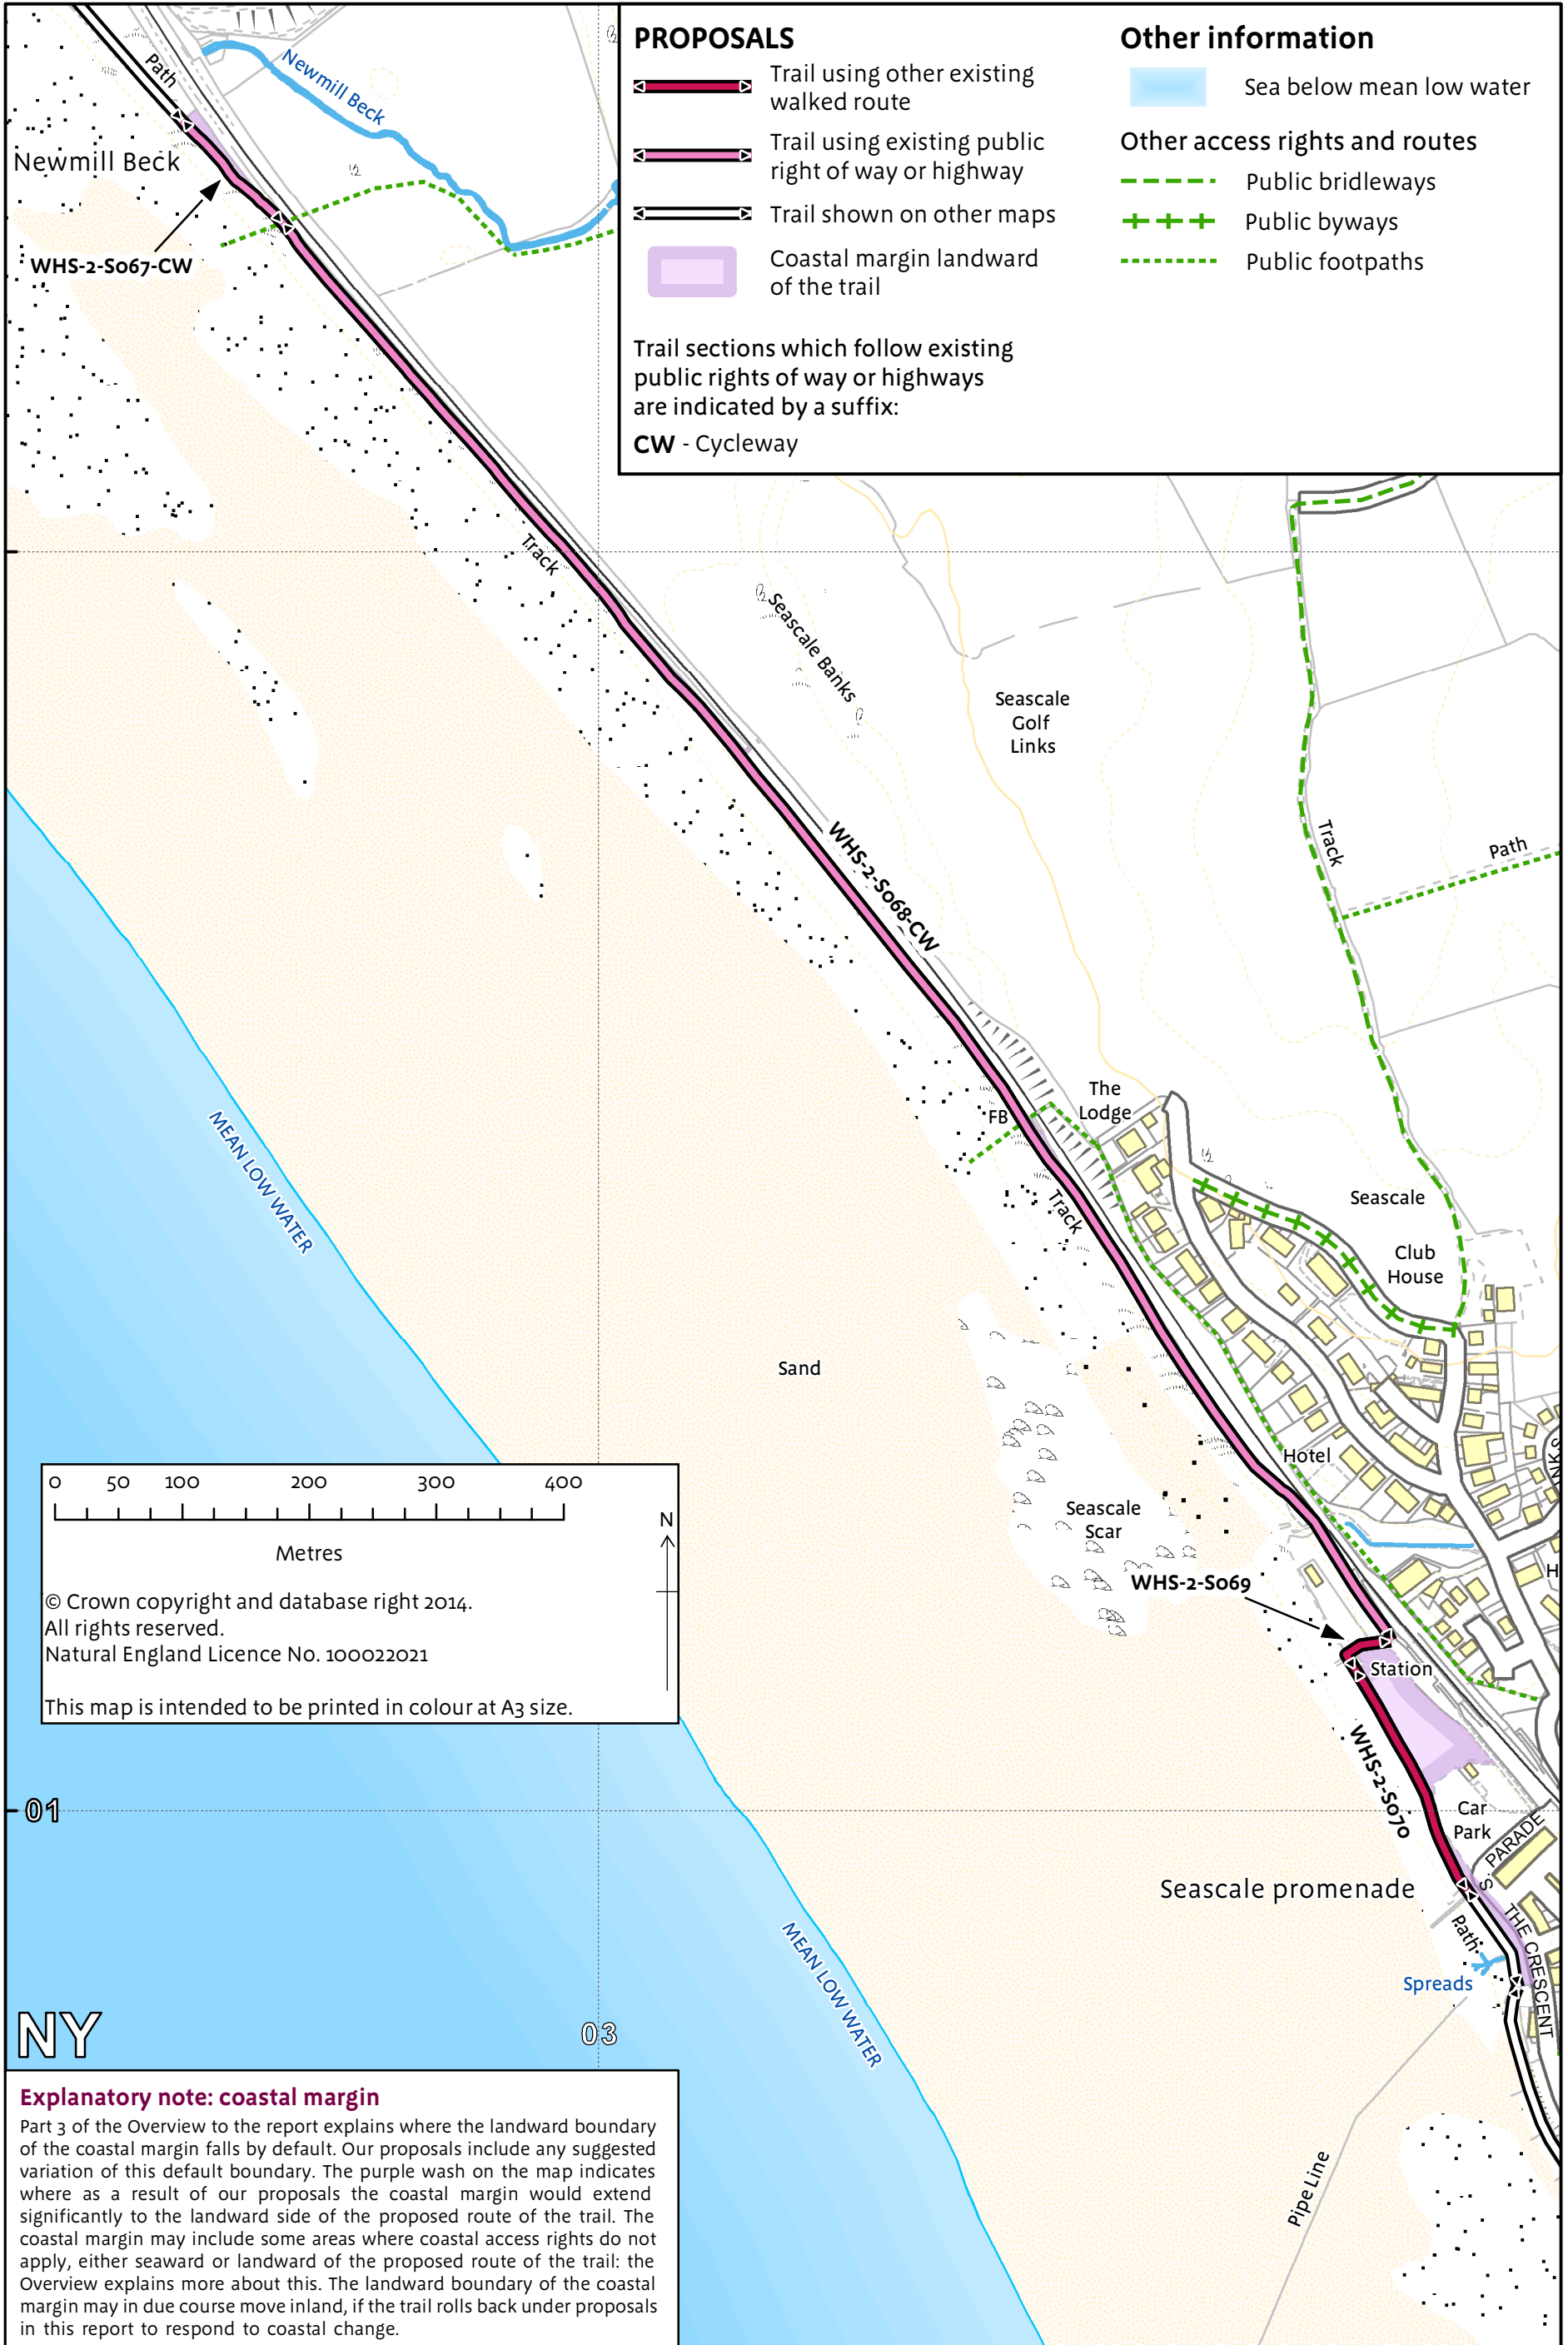 PROPOSALS
Trail using other existing
walked route
Trail using existing public
right of way or highway
Trail shown on other maps
Coastal margin landward
of the trail
Trail sections which follow existing
public rights of way or highways
are indicated by a suffix:
CW - Cycleway
Other information
Sea below mean low water
Other access rights and routes
Public bridleways
Public byways
Public footpaths
Path
Newmill Beck
Newmill Beck
WHS-2-S067-CW
Track
Seascale Banks
Seascale
Golf
Links
Track
Path
WHS-2-S068-CW
The
Lodge
FB
Track
Seascale
Club
House
MEAN LOW WATER
Sand
Hotel
Seascale
Scar
WHS-2-S069
Station
WHS-2-S070
Car
Park
S. PARADE
Seascale promenade
Path
THE CRESCENT
Spreads
Pipe Line
MEAN LOW WATER
0 50 100 200 300 400
Metres
N
© Crown copyright and database right 2014.
All rights reserved.
Natural England Licence No. 100022021
This map is intended to be printed in colour at A3 size.
01
NY
03
Explanatory note: coastal margin
Part 3 of the Overview to the report explains where the landward boundary
of the coastal margin falls by default. Our proposals include any suggested
variation of this default boundary. The purple wash on the map indicates
where as a result of our proposals the coastal margin would extend
significantly to the landward side of the proposed route of the trail. The
coastal margin may include some areas where coastal access rights do not
apply, either seaward or landward of the proposed route of the trail: the
Overview explains more about this. The landward boundary of the coastal
margin may in due course move inland, if the trail rolls back under proposals
in this report to respond to coastal change.